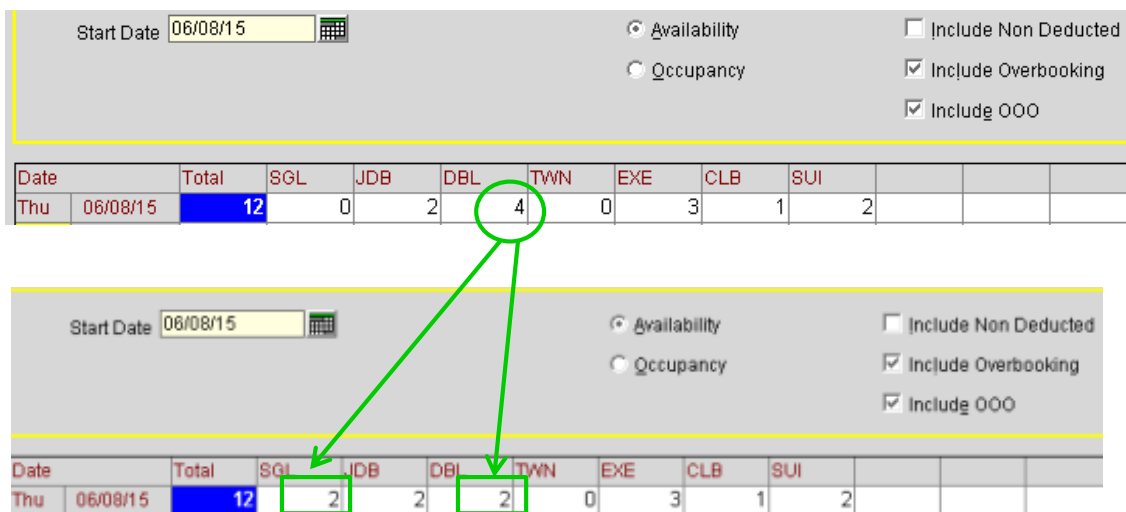 Start Date 06/08/15 Availability Include Non Deducted
Occupancy Include Overbooking
Include OOO
Date Total SGL JDB DBL TWN EXE CLB SUI
Thu 06/08/15 12 0 2 4 0 3 1 2
Start Date 06/08/15 Availability Include Non Deducted
Occupancy Include Overbooking
Include OOO
Date Total SGL JDB DBL TWN EXE CLB SUI
Thu 06/08/15 12 2 2 2 0 3 1 2